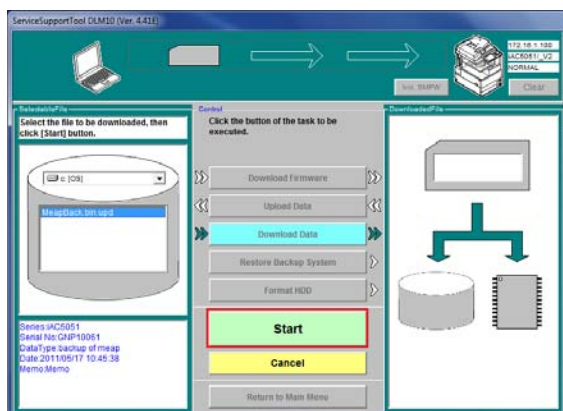 ServiceSupportTool DLM10 (Ver. 4.41E)
172.16.1.100
iAC5051/_V2
NORMAL
Init. BMPW
Clear
SelectableFile
Select the file to be downloaded, then
click [Start] button.
c: [OS]
MeapBack.bin.upd
Series:iAC5051
Serial No:GNP10061
DataType:backup of meap
Date:2011/05/17 10:45:38
Memo:Memo
Control
Click the button of the task to be
executed.
Download Firmware
Upload Data
Download Data
Restore Backup System
Format HDD
Start
Cancel
Return to Main Menu
DownloadedFile